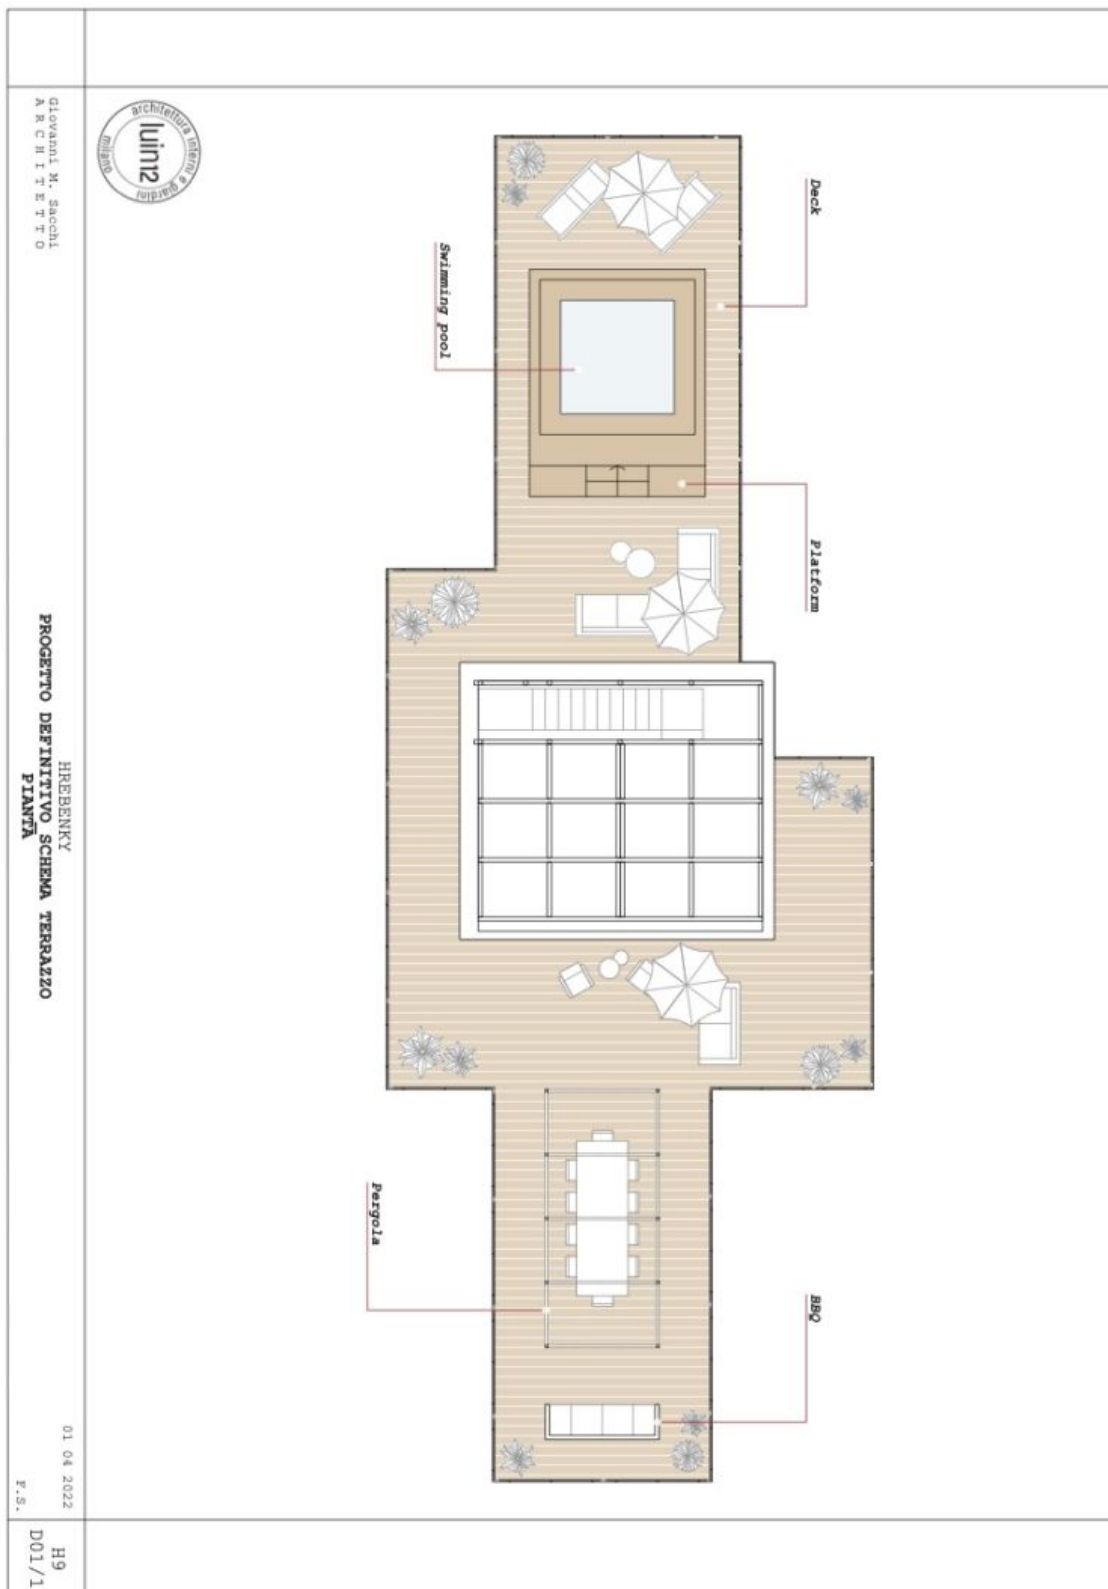 architettura interni e giardini
luin12
milano
Giovanni M. Sacchi
ARCHITETTO
Deck
Swimming pool
Platform
Pergola
BBQ
HREBENKY
PROGETTO DEFINITIVO SCHEMA TERRAZZO
PIANTA
01 04 2022
F.S.
H9
D01/1